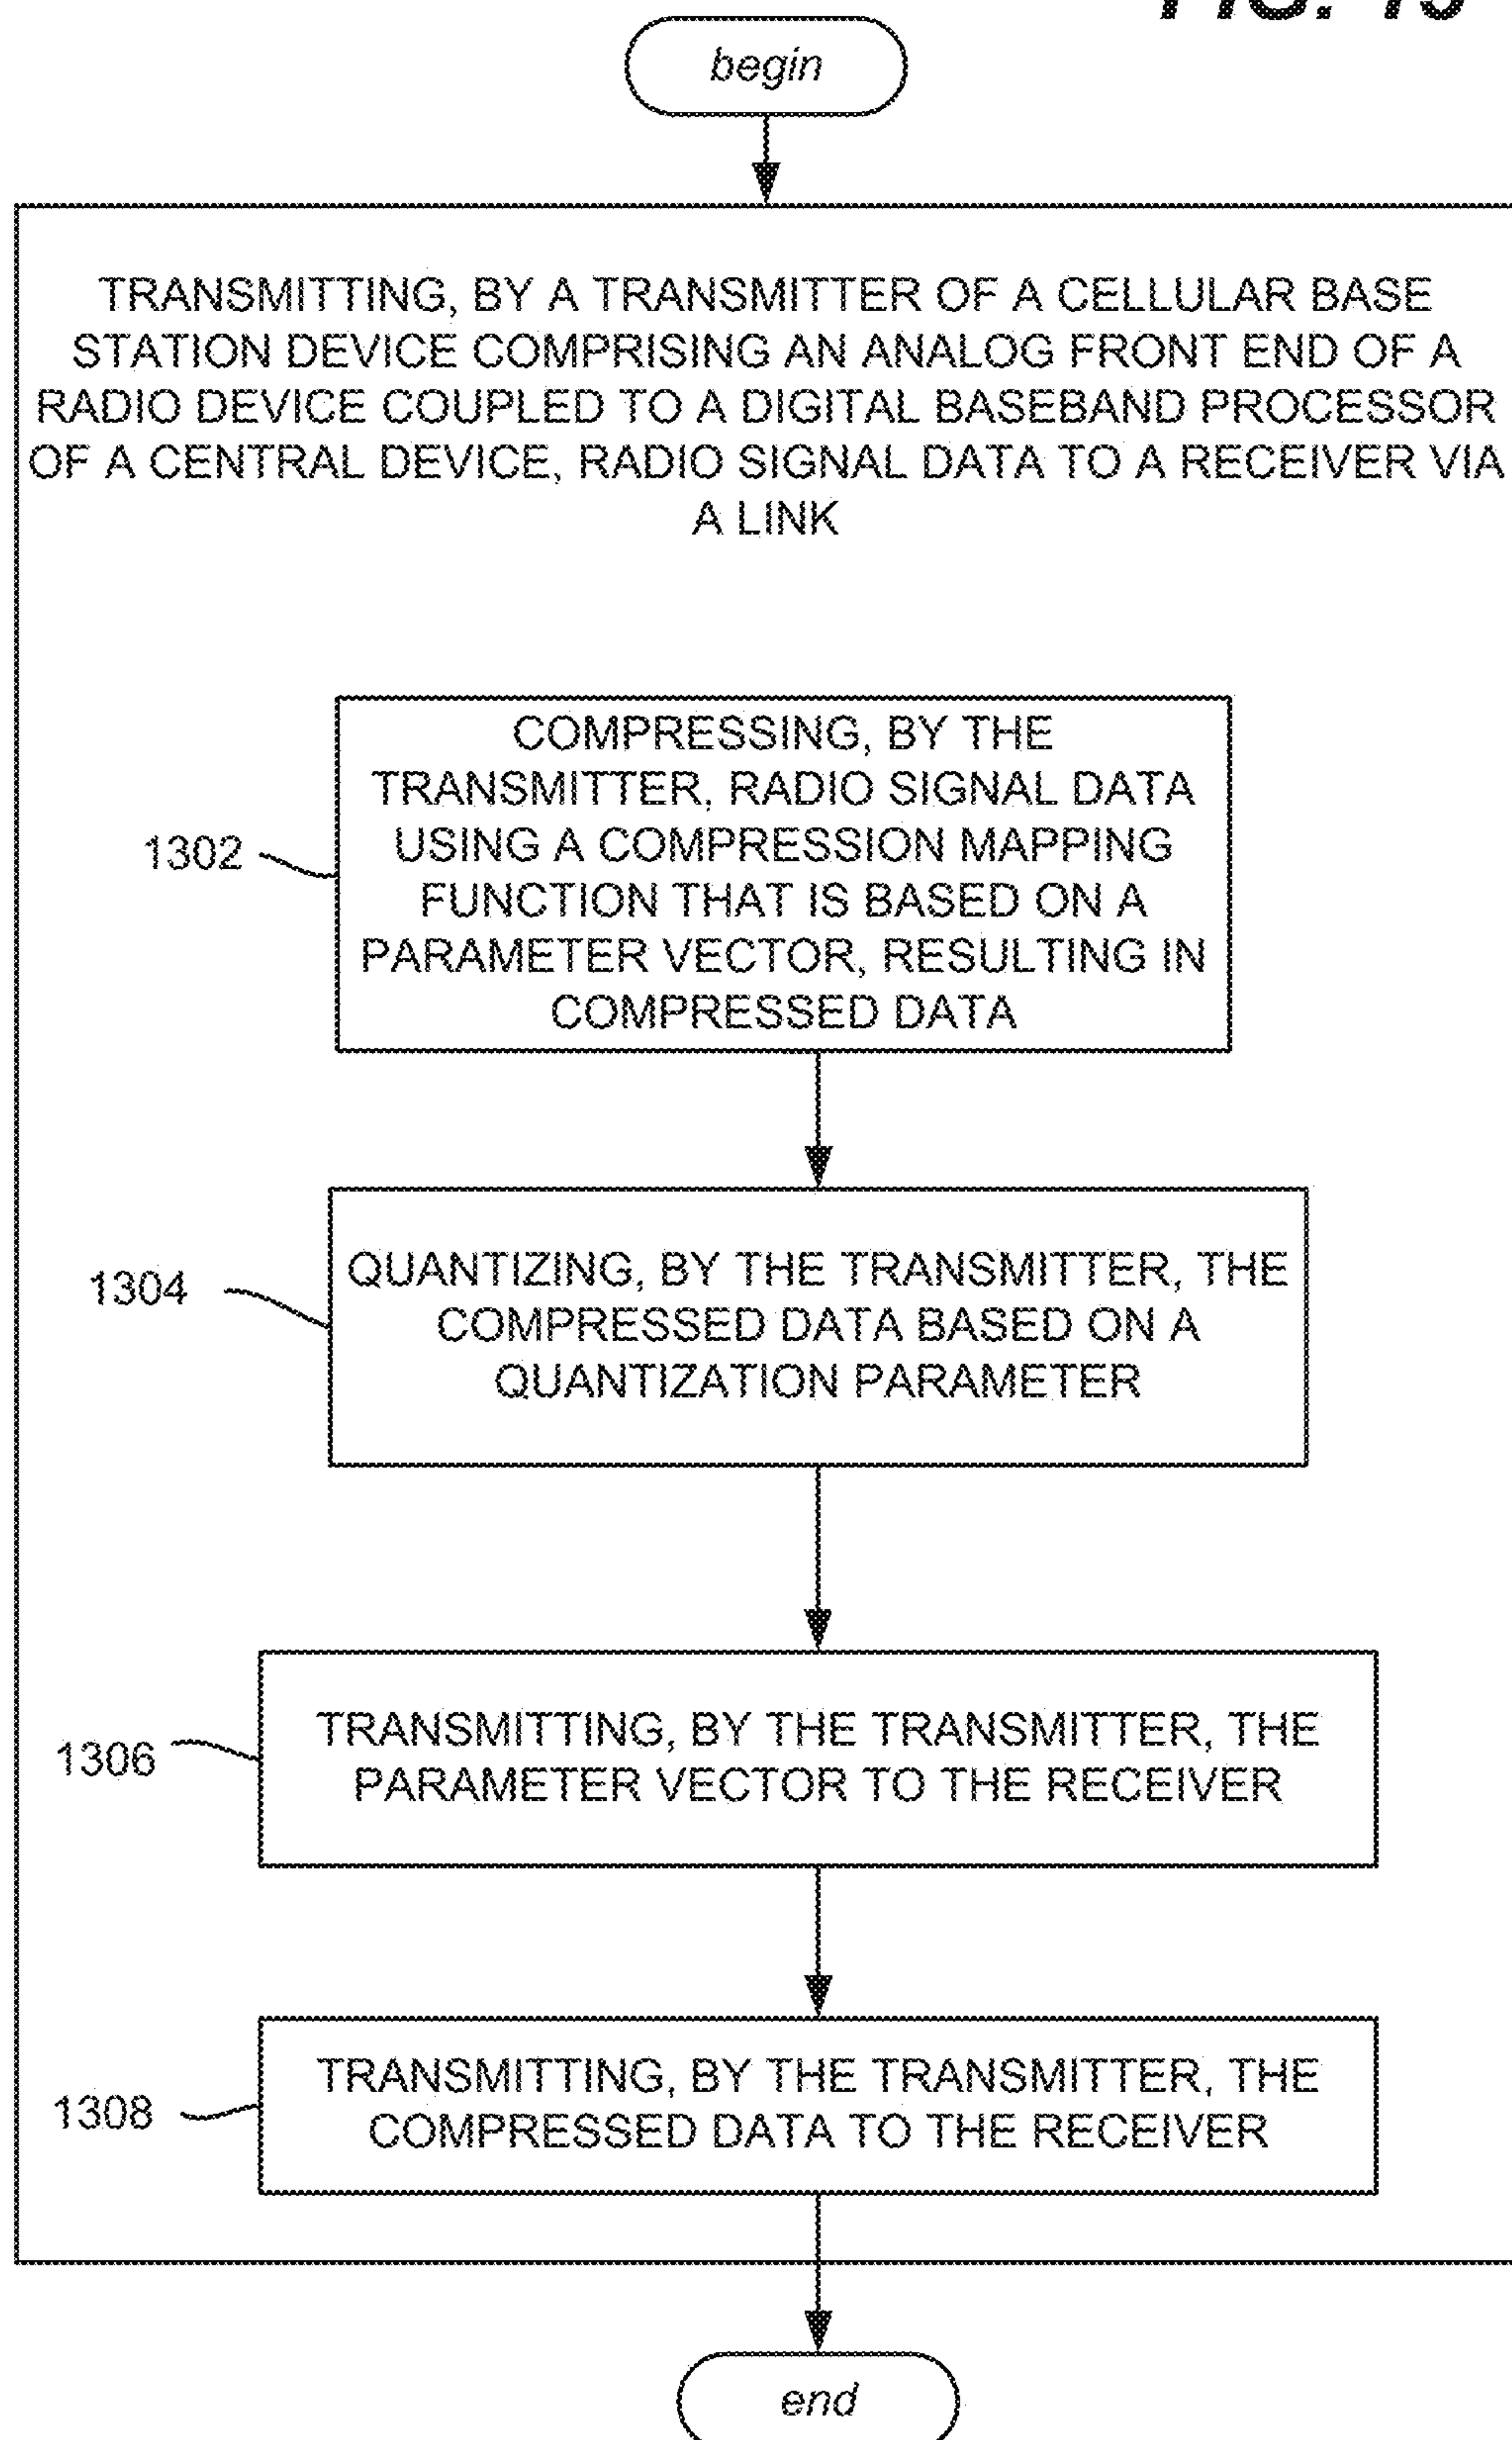 FIG. 13
begin
TRANSMITTING, BY A TRANSMITTER OF A CELLULAR BASE
STATION DEVICE COMPRISING AN ANALOG FRONT END OF A
RADIO DEVICE COUPLED TO A DIGITAL BASEBAND PROCESSOR
OF A CENTRAL DEVICE, RADIO SIGNAL DATA TO A RECEIVER VIA
A LINK
1302
COMPRESSING, BY THE
TRANSMITTER, RADIO SIGNAL DATA
USING A COMPRESSION MAPPING
FUNCTION THAT IS BASED ON A
PARAMETER VECTOR, RESULTING IN
COMPRESSED DATA
1304
QUANTIZING, BY THE TRANSMITTER, THE
COMPRESSED DATA BASED ON A
QUANTIZATION PARAMETER
1306
TRANSMITTING, BY THE TRANSMITTER, THE
PARAMETER VECTOR TO THE RECEIVER
1308
TRANSMITTING, BY THE TRANSMITTER, THE
COMPRESSED DATA TO THE RECEIVER
end